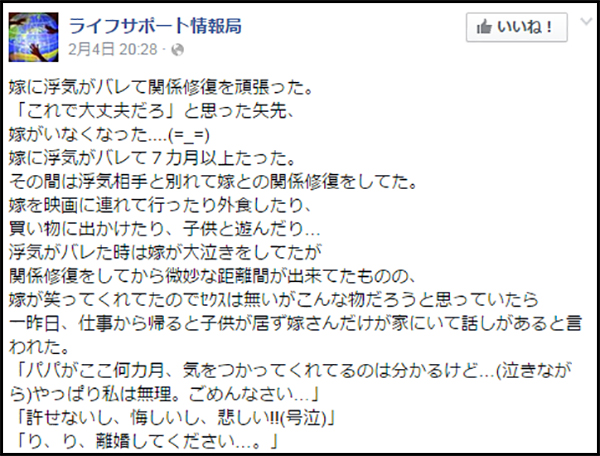 ライフサポート情報局
いいね！
2月4日 20:28 ·
嫁に浮気がバレて関係修復を頑張った。
「これで大丈夫だろ」と思った矢先、
嫁がいなくなった....(=_=)
嫁に浮気がバレて７カ月以上たった。
その間は浮気相手と別れて嫁との関係修復をしてた。
嫁を映画に連れて行ったり外食したり、
買い物に出かけたり、子供と遊んだり…
浮気がバレた時は嫁が大泣きをしてたが
関係修復をしてから微妙な距離間が出来てたものの、
嫁が笑ってくれてたのでｾｸｽは無いがこんな物だろうと思っていたら
一昨日、仕事から帰ると子供が居ず嫁さんだけが家にいて話しがあると言
われた。
「パパがここ何カ月、気をつかってくれてるのは分かるけど…(泣きなが
ら)やっぱり私は無理。ごめんなさい…」
「許せないし、悔しいし、悲しい!!(号泣)」
「り、り、離婚してください…。」